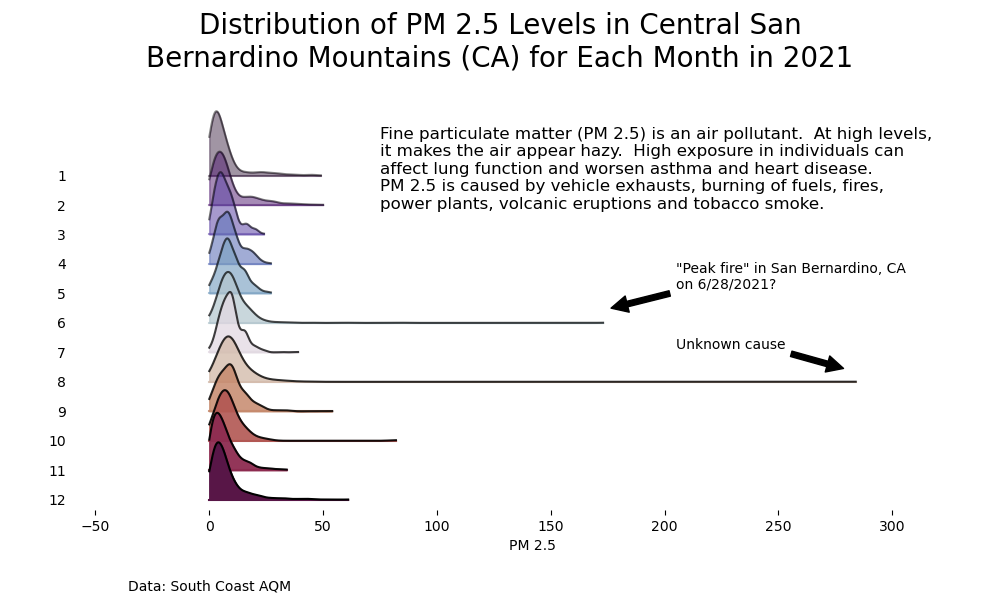 Distribution of PM 2.5 Levels in Central San
Bernardino Mountains (CA) for Each Month in 2021
Fine particulate matter (PM 2.5) is an air pollutant.  At high levels,
it makes the air appear hazy.  High exposure in individuals can
affect lung function and worsen asthma and heart disease.
PM 2.5 is caused by vehicle exhausts, burning of fuels, fires,
power plants, volcanic eruptions and tobacco smoke.
1
2
3
4
5
6
7
8
9
10
11
12
"Peak fire" in San Bernardino, CA
on 6/28/2021?
Unknown cause
−50 0 50 100 150 200 250 300
PM 2.5
Data: South Coast AQM